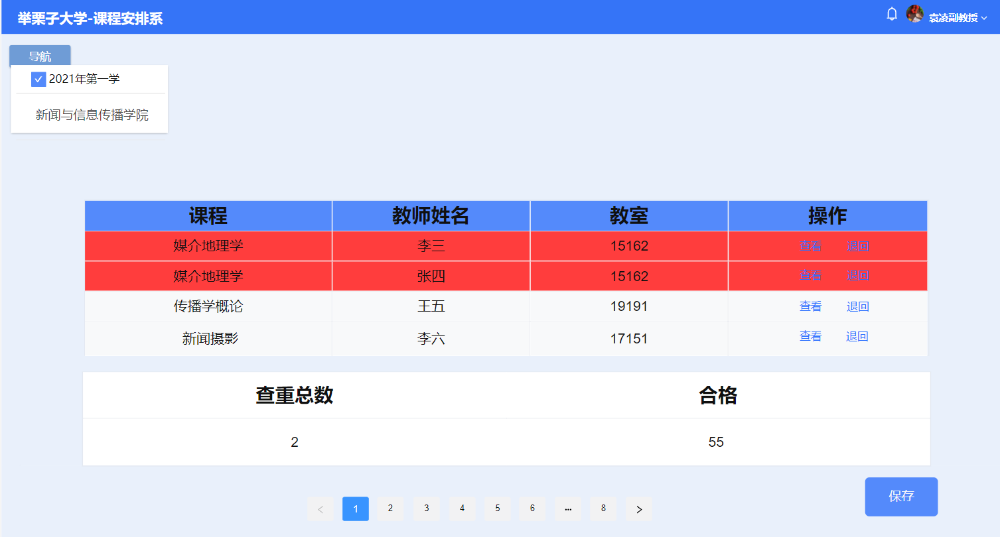 举栗子大学-课程安排系
袁凌副教授
导航
2021年第一学
新闻与信息传播学院
课程 教师姓名 教室 操作
媒介地理学 李三 15162 查看 退回
媒介地理学 张四 15162 查看 退回
传播学概论 王五 19191 查看 退回
新闻摄影 李六 17151 查看 退回
查重总数 合格
2 55
保存
< 1 2 3 4 5 6 ... 8 >